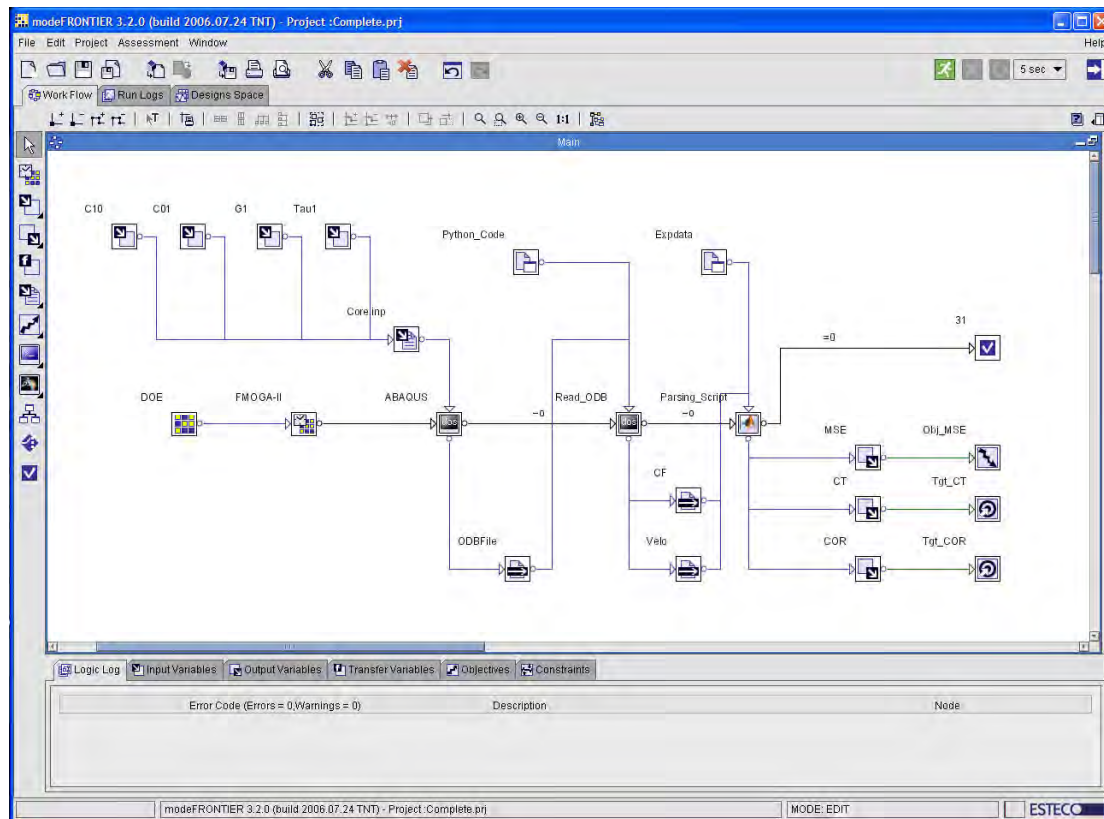 modeFRONTIER 3.2.0 (build 2006.07.24 TNT) - Project :Complete.prj
File Edit Project Assessment Window Help
5 sec
Work Flow Run Logs Designs Space
1:1
Main
C10 C01 G1 Tau1
Python_Code Expdata
Core.inp
31
=0
DOE FMOGA-II ABAQUS Read_ODB Parsing_Script
~0 ~0
dos dos
MSE Obj_MSE
CF CT Tgt_CT
ODBFile Velo COR Tgt_COR
Logic Log Input Variables Output Variables Transfer Variables Objectives Constraints
Error Code (Errors = 0,Warnings = 0) Description Node
modeFRONTIER 3.2.0 (build 2006.07.24 TNT) - Project :Complete.prj MODE: EDIT ESTECO